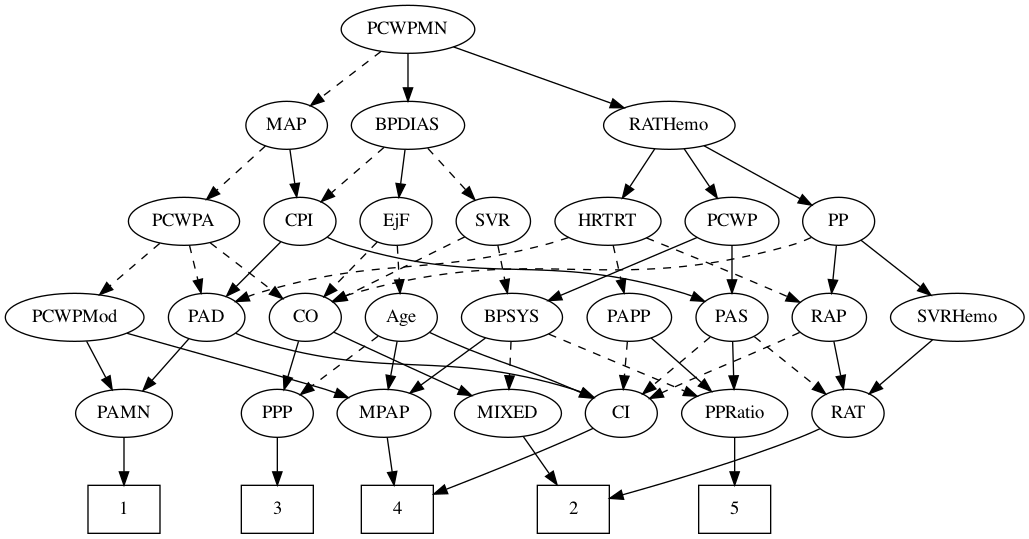 PCWPMN
MAP
BPDIAS
RATHemo
PCWPA
CPI
EjF
SVR
HRTRT
PCWP
PP
PCWPMod
PAD
CO
Age
BPSYS
PAPP
PAS
RAP
SVRHemo
PAMN
PPP
MPAP
MIXED
CI
PPRatio
RAT
1
3
4
2
5